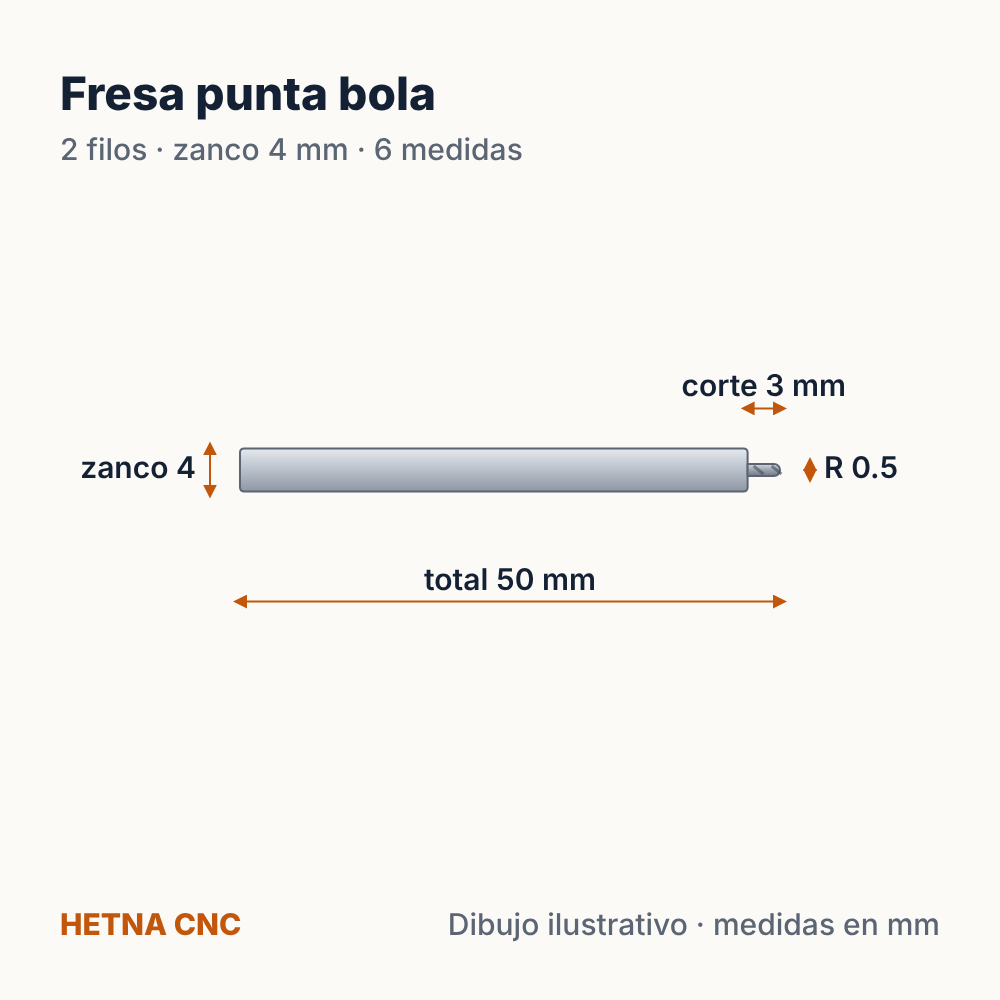 Fresa punta bola
2 filos · zanco 4 mm · 6 medidas
corte 3 mm
zanco 4
R 0.5
total 50 mm
HETNA CNC
Dibujo ilustrativo · medidas en mm